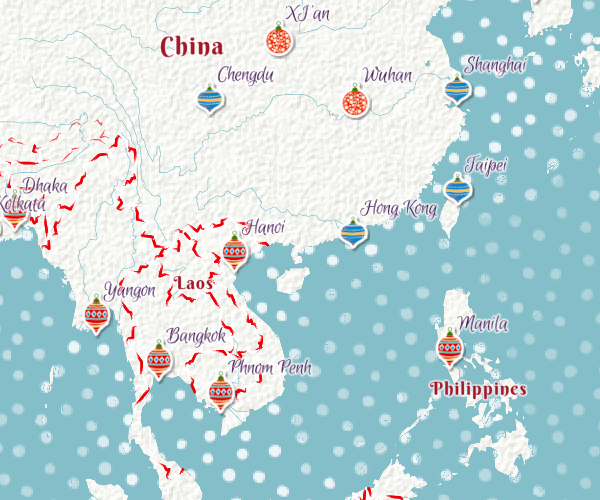 XI'an
China
Chengdu
Wuhan
Shanghai
Taipei
Dhaka
Kolkata
Hong Kong
Hanoi
Laos
Yangon
Manila
Bangkok
Phnom Penh
Philippines